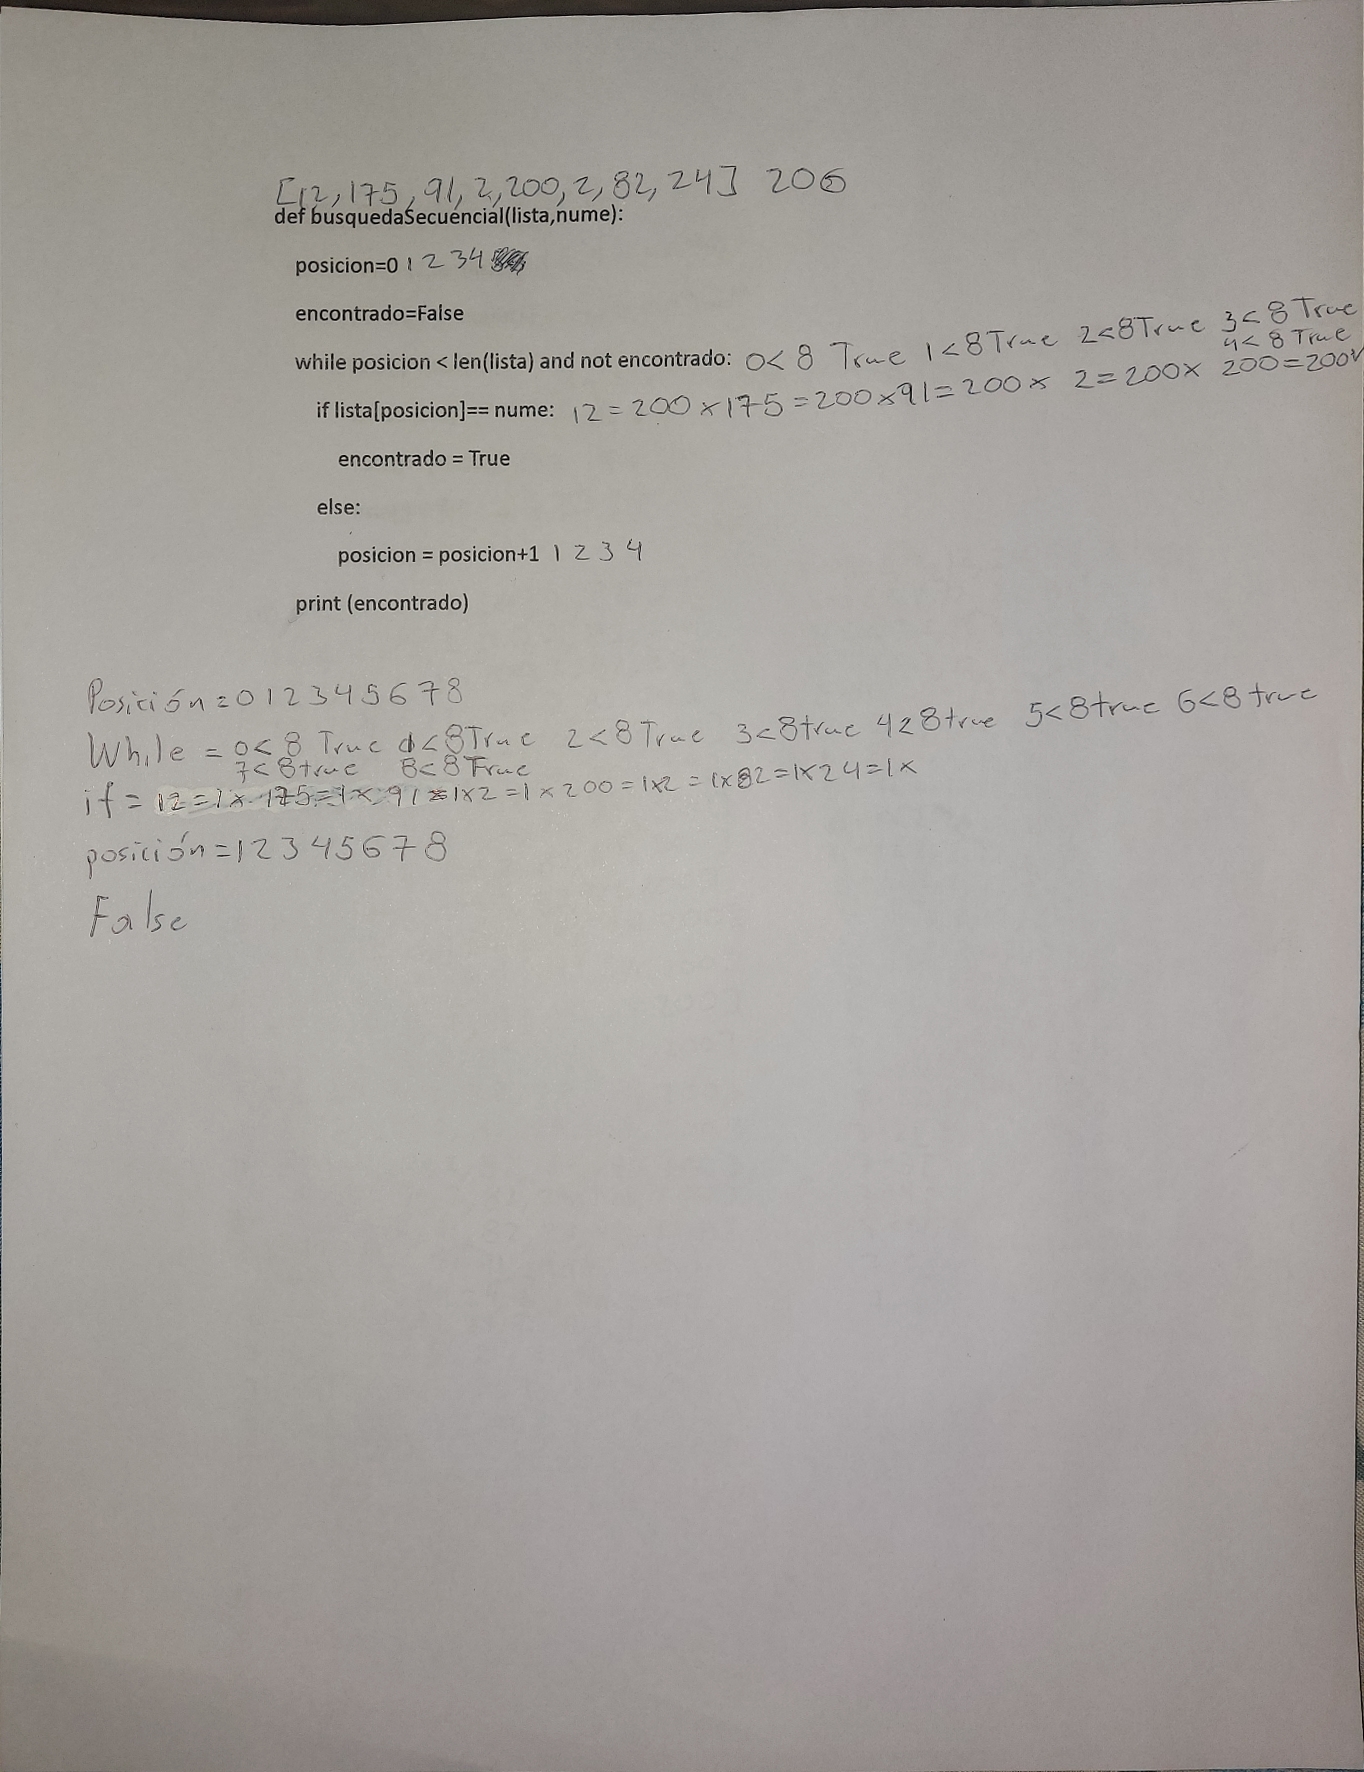 [12, 175, 91, 2, 200, 2, 82, 24] 200
def busquedaSecuencial(lista,nume):
posicion=0 1 2 3 4
encontrado=False
while posicion < len(lista) and not encontrado: 0<8 True 1<8 True 2<8 True 3<8 True
4<8 True
if lista[posicion]== nume: 12=200 x 175=200 x 91=200 x 2=200 x 200=200✓
encontrado = True
else:
posicion = posicion+1 1 2 3 4
print (encontrado)
Posición=0 1 2 3 4 5 6 7 8
While = 0<8 True 1<8 True 2<8 True 3<8 true 4<8 true 5<8 true 6<8 true
7<8 true 8<8
if = 12=1x 175=1x 91=1x 2=1x 200=1x 2=1x 82=1x 24=1x
posición=1 2 3 4 5 6 7 8
False